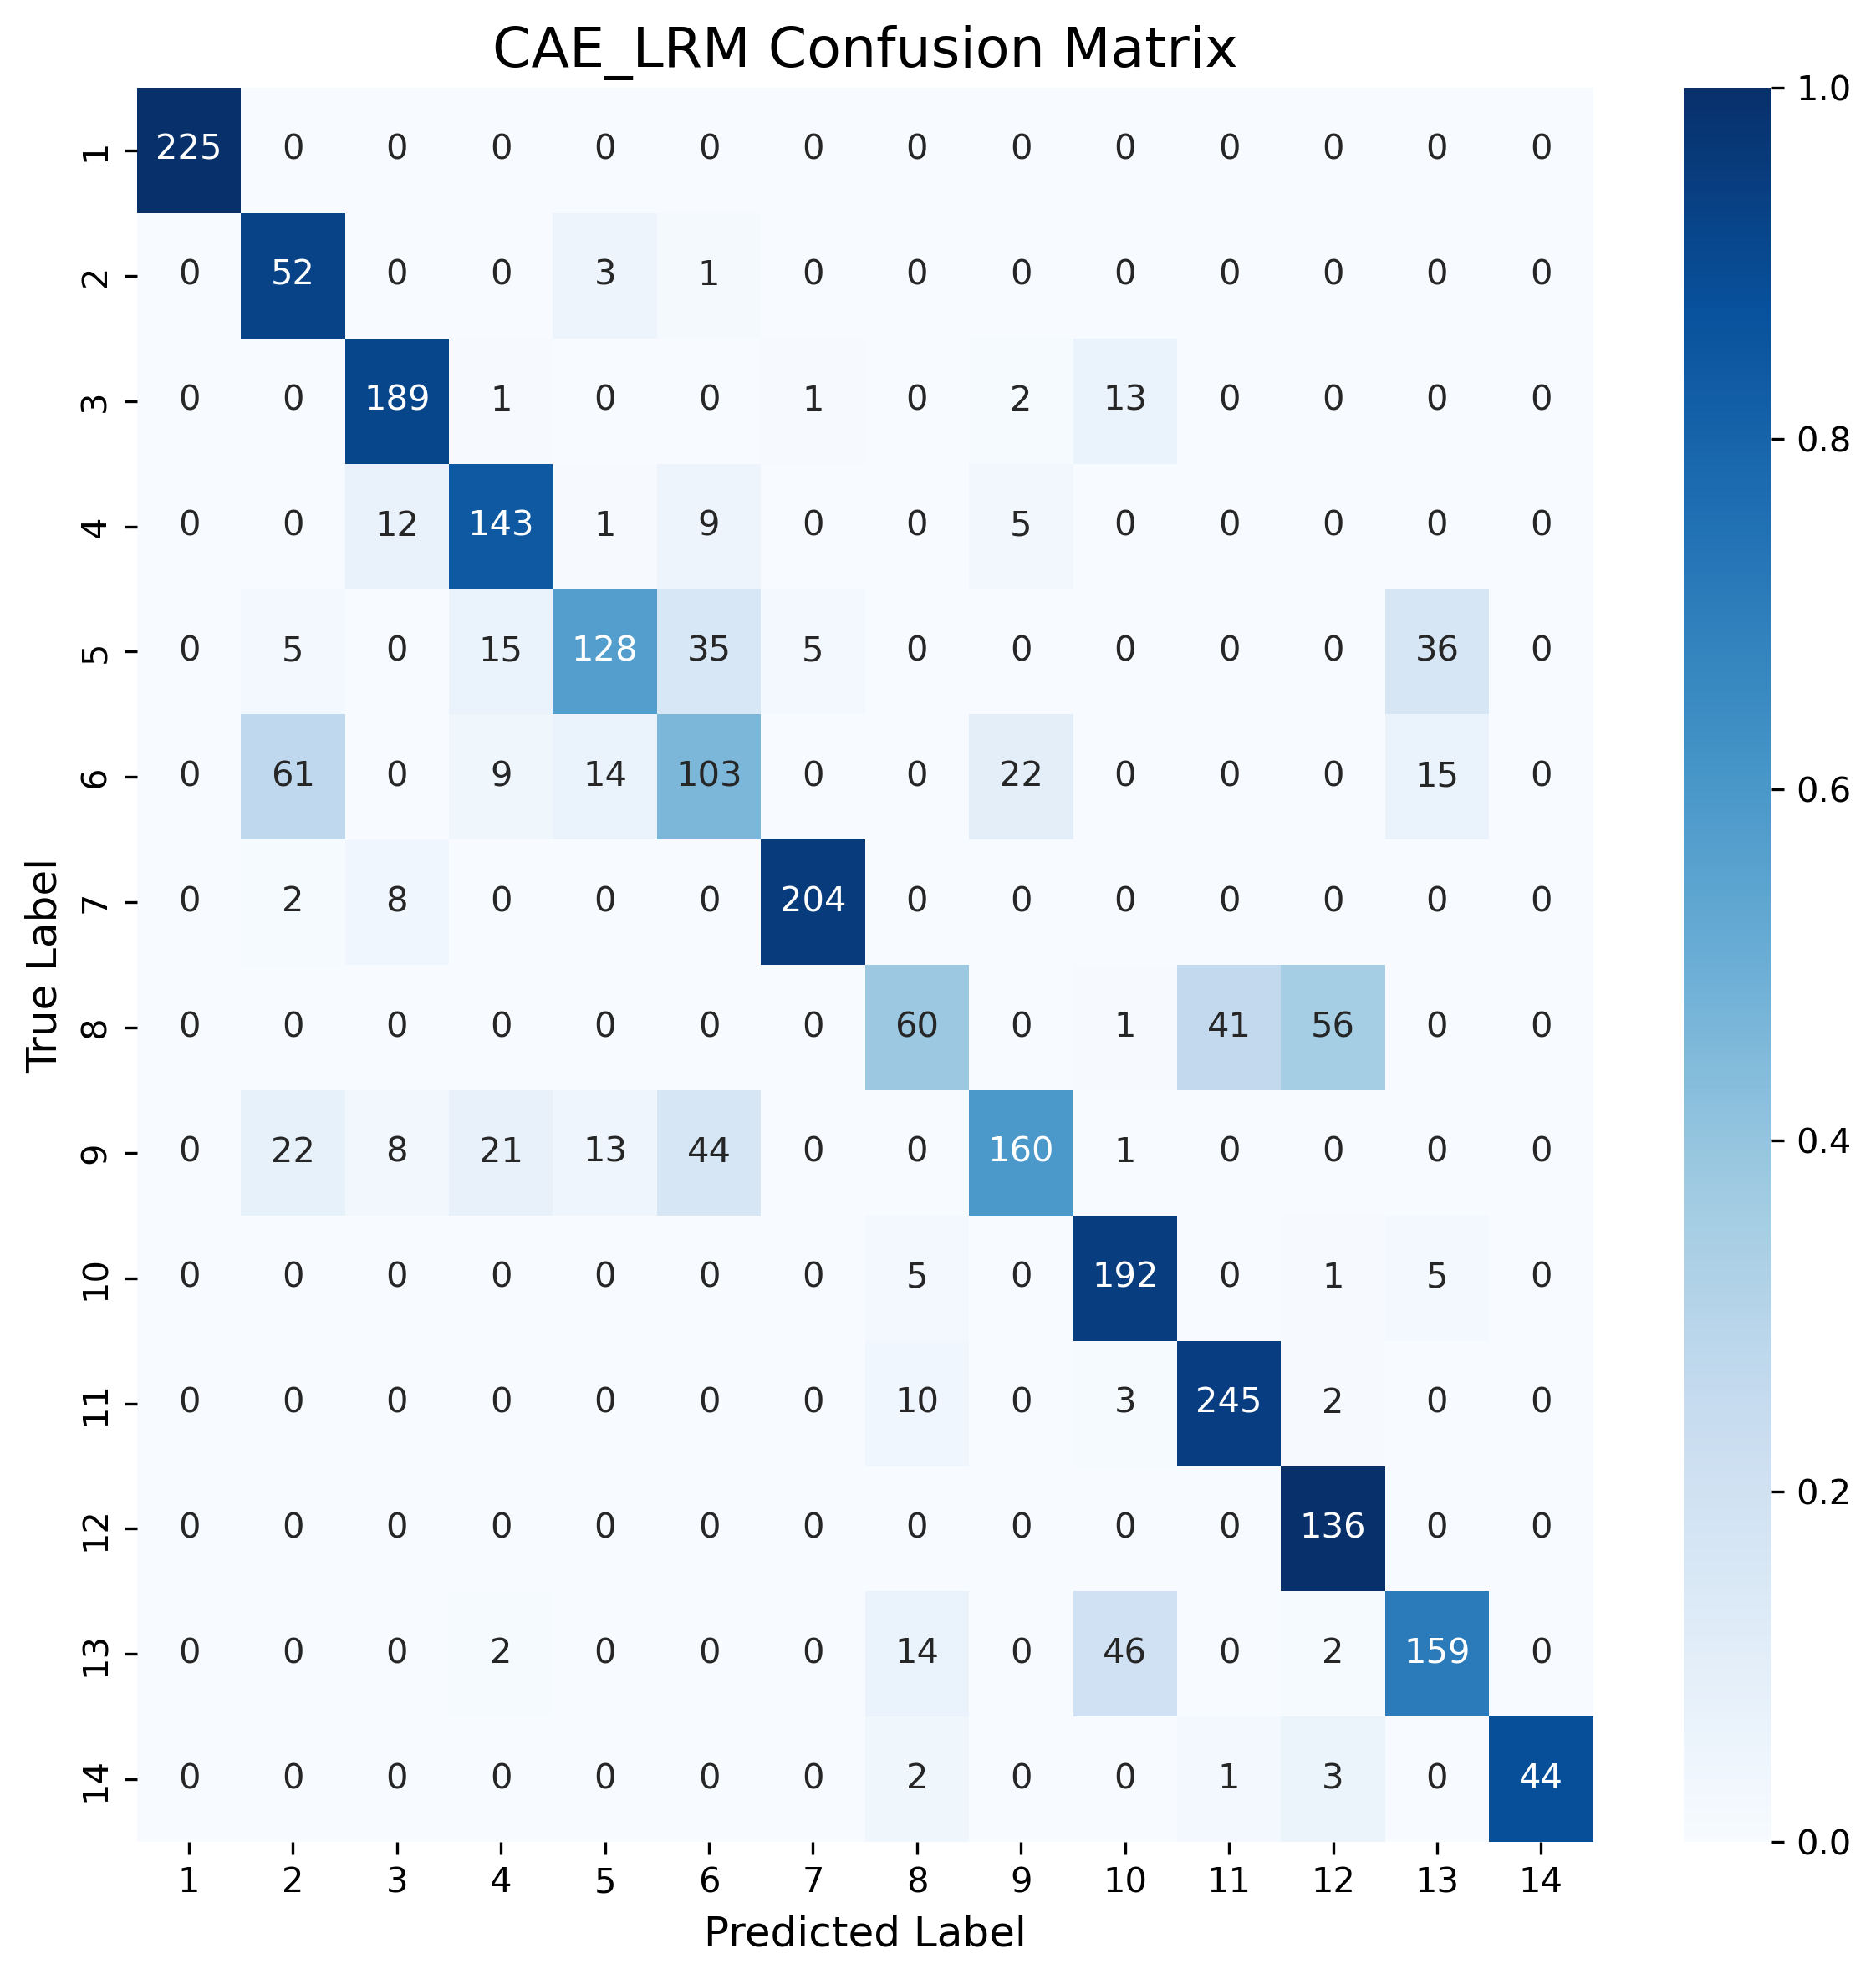 CAE_LRM Confusion Matrix
1 225 0 0 0 0 0 0 0 0 0 0 0 0 0
2 0 52 0 0 3 1 0 0 0 0 0 0 0 0
3 0 0 189 1 0 0 1 0 2 13 0 0 0 0
4 0 0 12 143 1 9 0 0 5 0 0 0 0 0
5 0 5 0 15 128 35 5 0 0 0 0 0 36 0
6 0 61 0 9 14 103 0 0 22 0 0 0 15 0
7 0 2 8 0 0 0 204 0 0 0 0 0 0 0
8 0 0 0 0 0 0 0 60 0 1 41 56 0 0
9 0 22 8 21 13 44 0 0 160 1 0 0 0 0
10 0 0 0 0 0 0 0 5 0 192 0 1 5 0
11 0 0 0 0 0 0 0 10 0 3 245 2 0 0
12 0 0 0 0 0 0 0 0 0 0 0 136 0 0
13 0 0 0 2 0 0 0 14 0 46 0 2 159 0
14 0 0 0 0 0 0 0 2 0 0 1 3 0 44
1 2 3 4 5 6 7 8 9 10 11 12 13 14
Predicted Label
True Label
1.0
0.8
0.6
0.4
0.2
0.0